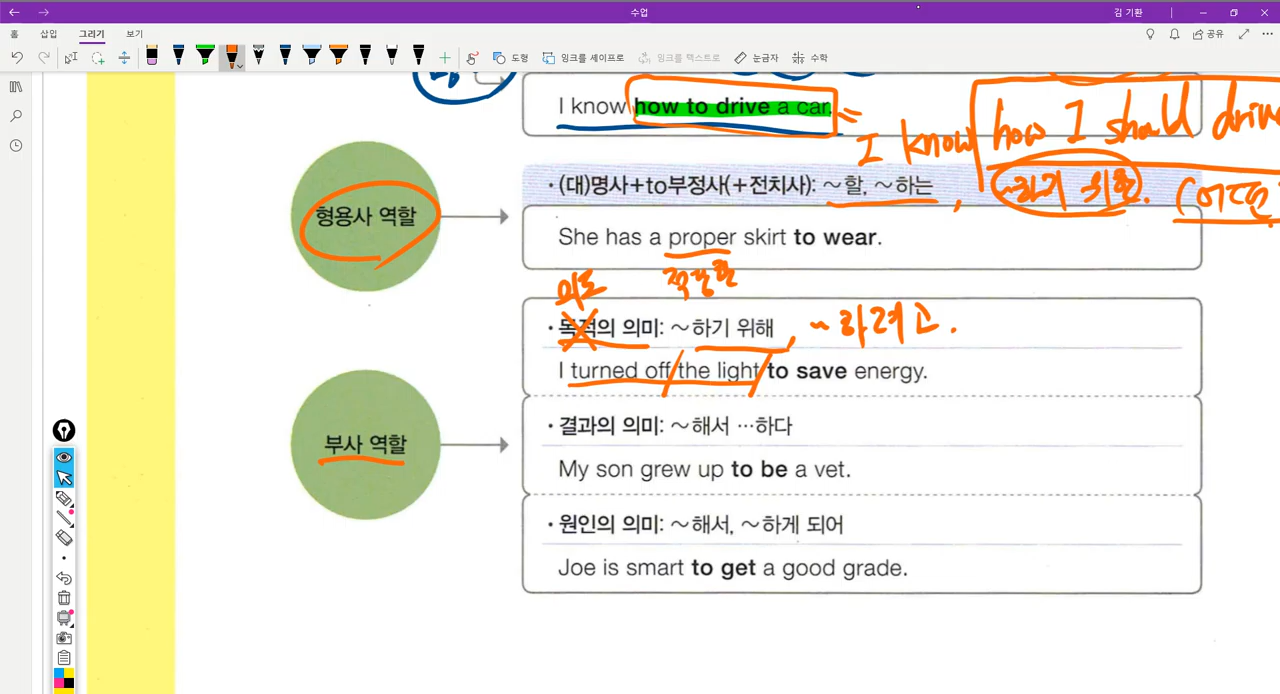 수업
김 기환
홈 삽입 그리기 보기
공유
도형 잉크를 셰이프로 잉크를 텍스트로 눈금자 수학
I know how to drive a car. =
I know how I should drive
형용사 역할
· (대)명사+to부정사(+전치사): ~할, ~하는, ~하기 위한.
She has a proper skirt to wear.
적당한
의도
· 목적의 의미: ~하기 위해, ~하려고.
I turned off the light to save energy.
부사 역할
· 결과의 의미: ~해서 …하다
My son grew up to be a vet.
· 원인의 의미: ~해서, ~하게 되어
Joe is smart to get a good grade.